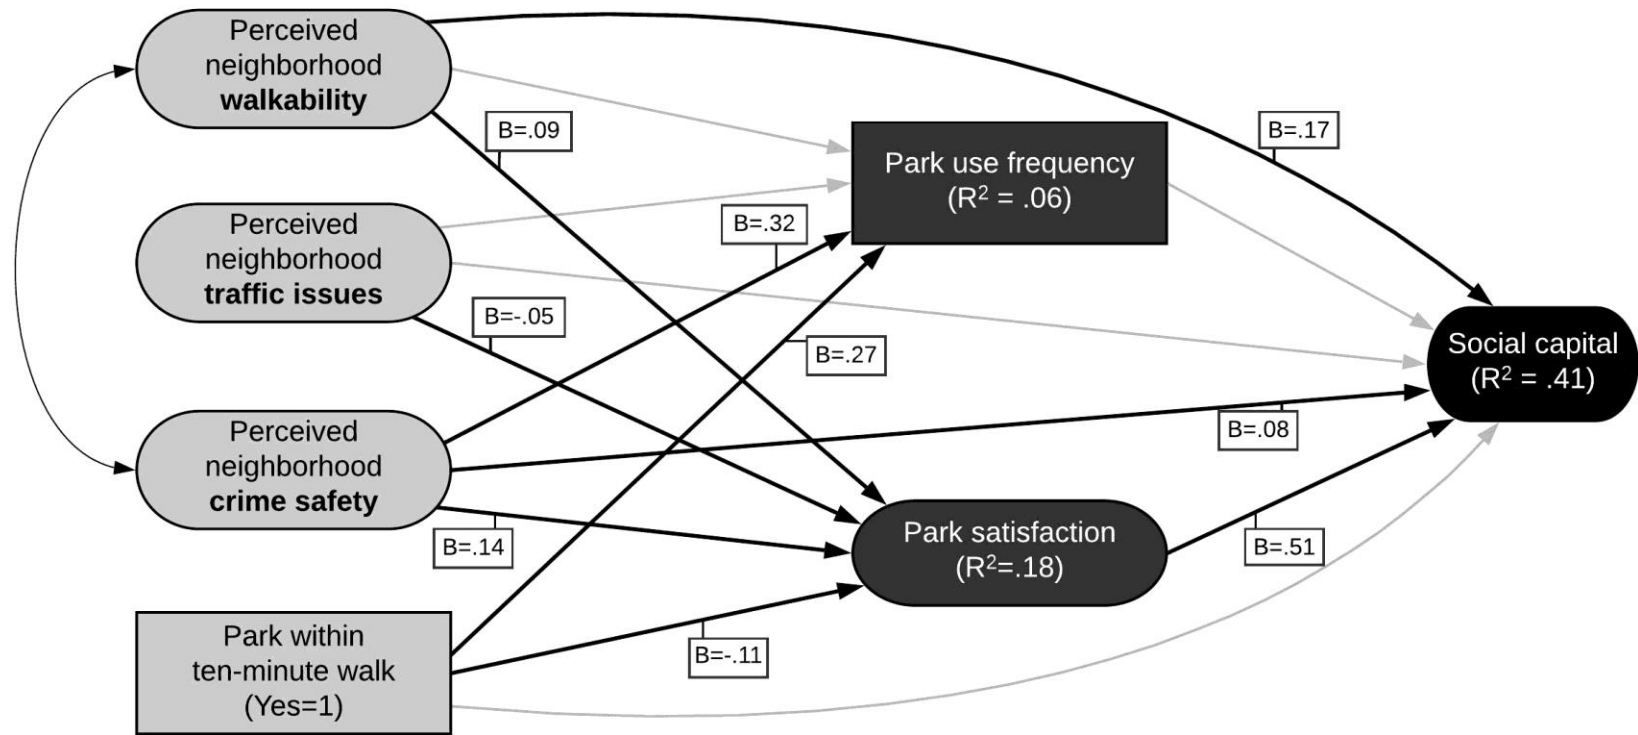 Perceived
neighborhood
walkability
B=.09
B=.17
Park use frequency
(R² = .06)
Perceived
neighborhood
traffic issues
B=.32
B=-.05
B=.27
Social capital
(R² = .41)
Perceived
neighborhood
crime safety
B=.08
B=.14
Park satisfaction
(R²=.18)
B=.51
Park within
ten-minute walk
(Yes=1)
B=-.11